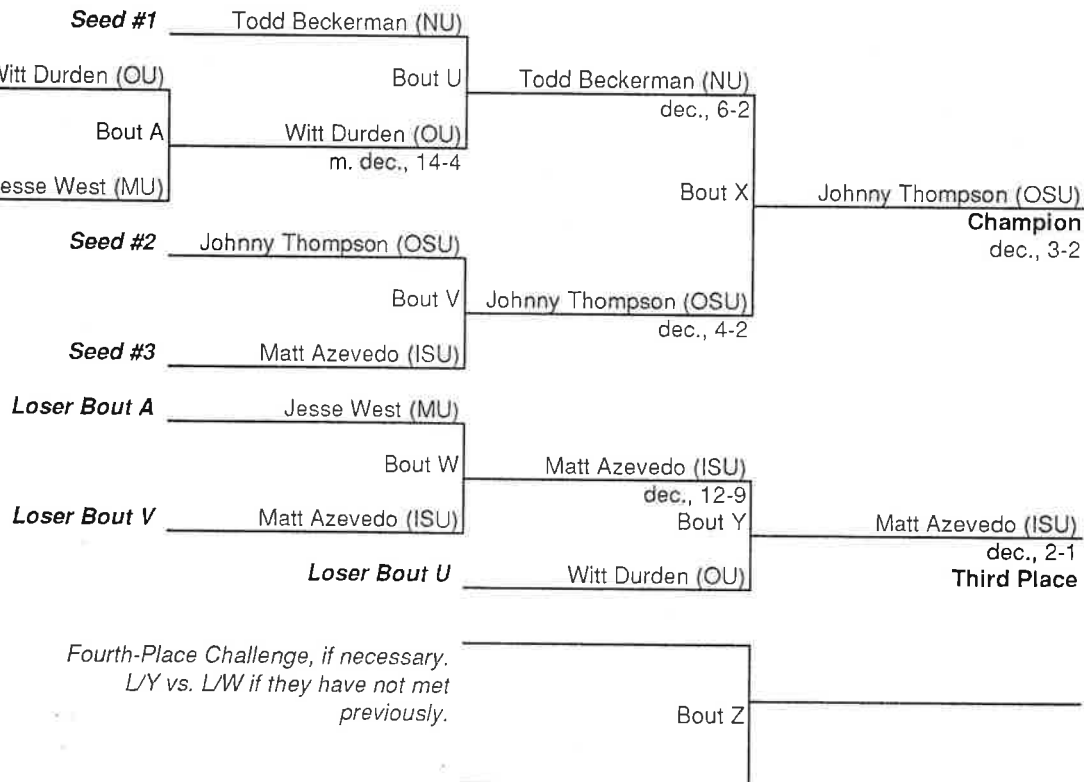 Seed #1 Todd Beckerman (NU)
Witt Durden (OU) Bout U Todd Beckerman (NU)
dec., 6-2
Bout A Witt Durden (OU)
m. dec., 14-4
Jesse West (MU) Bout X Johnny Thompson (OSU)
Champion
dec., 3-2
Seed #2 Johnny Thompson (OSU)
Bout V Johnny Thompson (OSU)
dec., 4-2
Seed #3 Matt Azevedo (ISU)
Loser Bout A Jesse West (MU)
Bout W Matt Azevedo (ISU)
dec., 12-9
Loser Bout V Matt Azevedo (ISU) Bout Y Matt Azevedo (ISU)
dec., 2-1
Loser Bout U Witt Durden (OU) Third Place
Fourth-Place Challenge, if necessary.
L/Y vs. L/W if they have not met
previously.
Bout Z